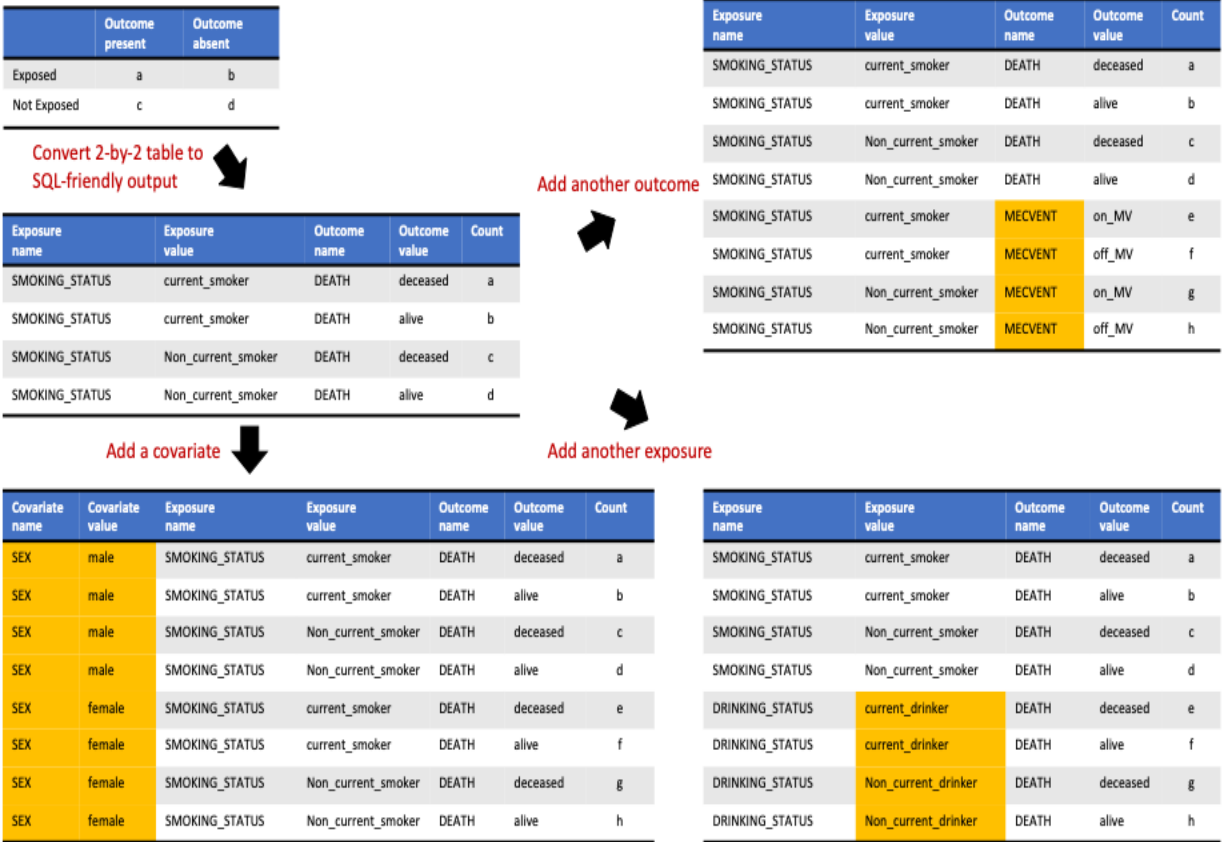 Outcome present Outcome absent
Exposed a b
Not Exposed c d
Convert 2-by-2 table to
SQL-friendly output
Exposure name Exposure value Outcome name Outcome value Count
SMOKING_STATUS current_smoker DEATH deceased a
SMOKING_STATUS current_smoker DEATH alive b
SMOKING_STATUS Non_current_smoker DEATH deceased c
SMOKING_STATUS Non_current_smoker DEATH alive d
Add another outcome
Exposure name Exposure value Outcome name Outcome value Count
SMOKING_STATUS current_smoker DEATH deceased a
SMOKING_STATUS current_smoker DEATH alive b
SMOKING_STATUS Non_current_smoker DEATH deceased c
SMOKING_STATUS Non_current_smoker DEATH alive d
SMOKING_STATUS current_smoker MECVENT on_MV e
SMOKING_STATUS current_smoker MECVENT off_MV f
SMOKING_STATUS Non_current_smoker MECVENT on_MV g
SMOKING_STATUS Non_current_smoker MECVENT off_MV h
Add a covariate
Covariate name Covariate value Exposure name Exposure value Outcome name Outcome value Count
SEX male SMOKING_STATUS current_smoker DEATH deceased a
SEX male SMOKING_STATUS current_smoker DEATH alive b
SEX male SMOKING_STATUS Non_current_smoker DEATH deceased c
SEX male SMOKING_STATUS Non_current_smoker DEATH alive d
SEX female SMOKING_STATUS current_smoker DEATH deceased e
SEX female SMOKING_STATUS current_smoker DEATH alive f
SEX female SMOKING_STATUS Non_current_smoker DEATH deceased g
SEX female SMOKING_STATUS Non_current_smoker DEATH alive h
Add another exposure
Exposure name Exposure value Outcome name Outcome value Count
SMOKING_STATUS current_smoker DEATH deceased a
SMOKING_STATUS current_smoker DEATH alive b
SMOKING_STATUS Non_current_smoker DEATH deceased c
SMOKING_STATUS Non_current_smoker DEATH alive d
DRINKING_STATUS current_drinker DEATH deceased e
DRINKING_STATUS current_drinker DEATH alive f
DRINKING_STATUS Non_current_drinker DEATH deceased g
DRINKING_STATUS Non_current_drinker DEATH alive h